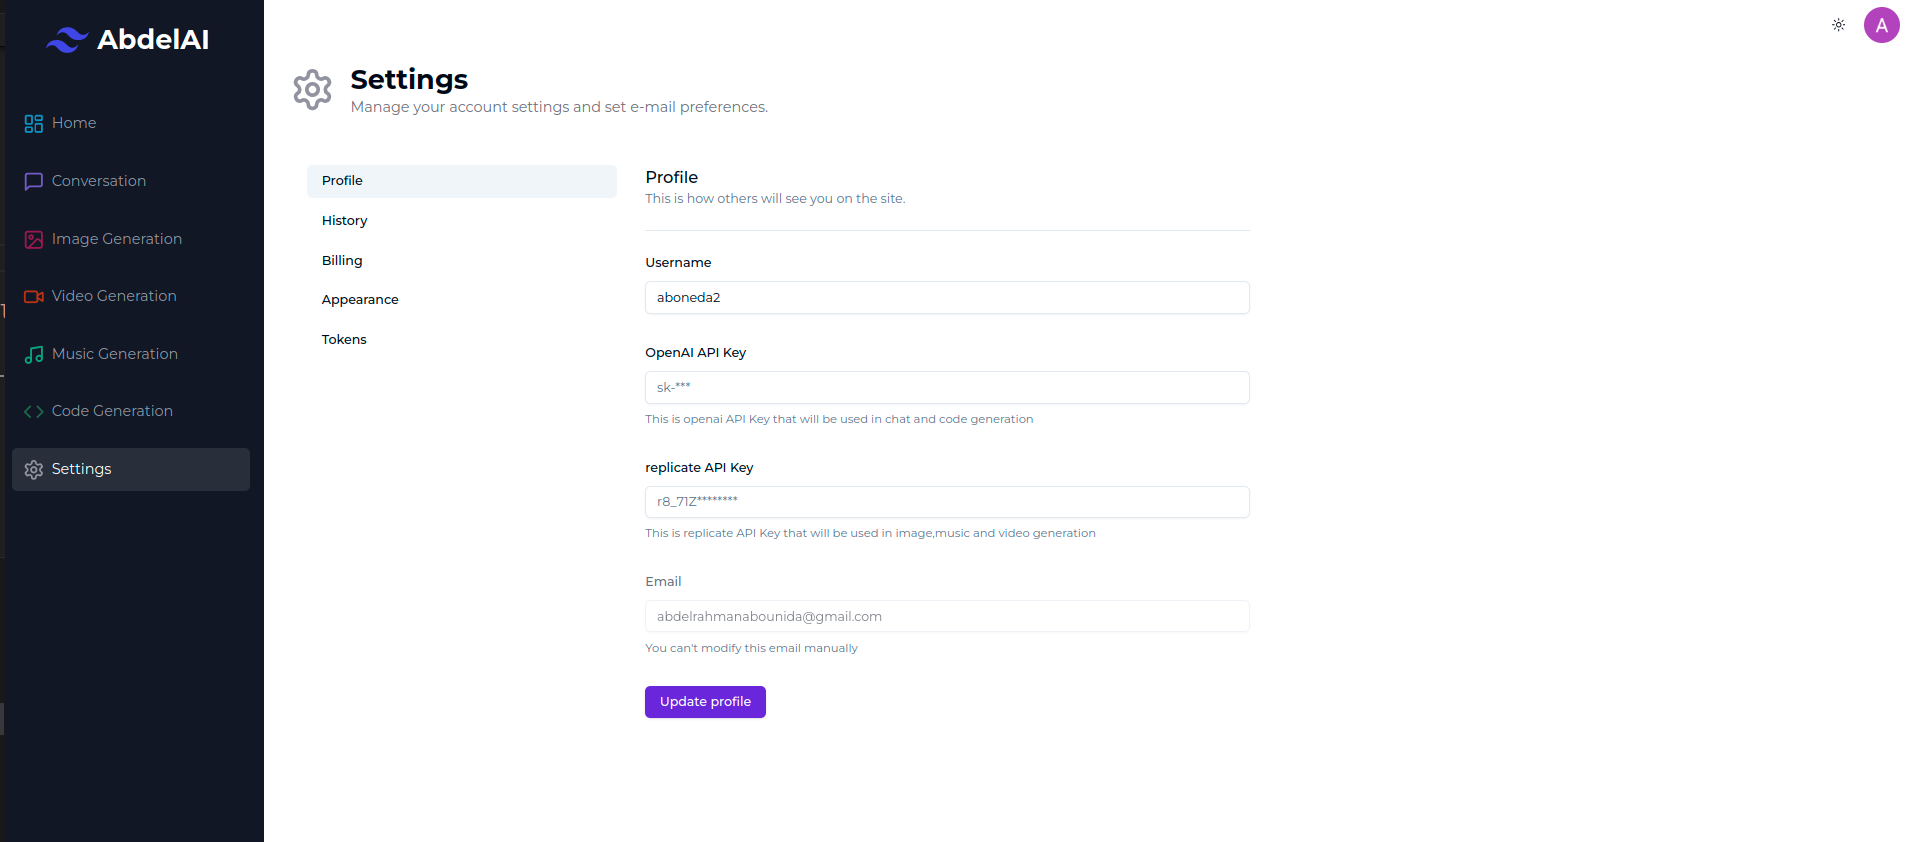 AbdelAI
Home
Conversation
Image Generation
Video Generation
Music Generation
Code Generation
Settings
A
Settings
Manage your account settings and set e-mail preferences.
Profile
History
Billing
Appearance
Tokens
Profile
This is how others will see you on the site.
Username
aboneda2
OpenAI API Key
sk-***
This is openai API Key that will be used in chat and code generation
replicate API Key
r8_71Z********
This is replicate API Key that will be used in image,music and video generation
Email
abdelrahmanabounida@gmail.com
You can't modify this email manually
Update profile